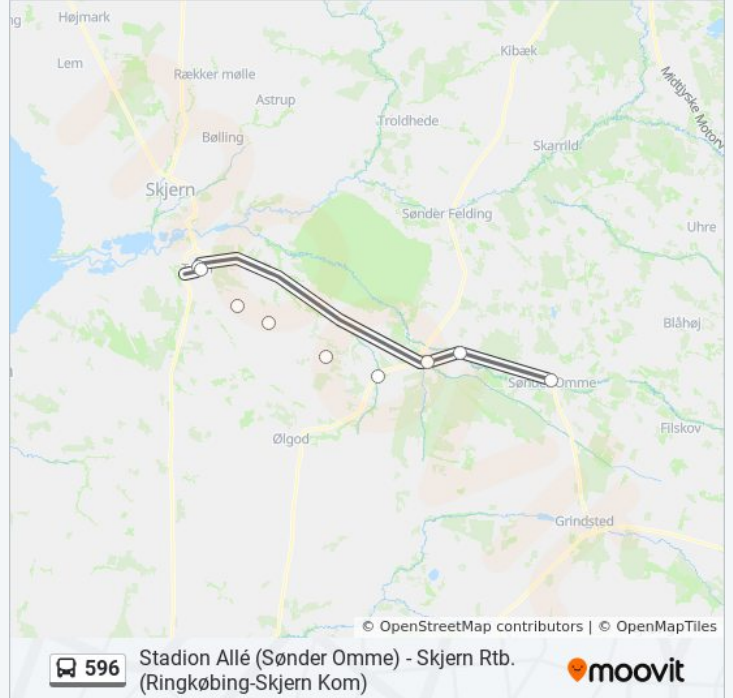 ng
Højmark
Kibæk
Lem
Rækker mølle
Midtjyske Motorv
Astrup
Troldhede
Bølling
Skarrild
Skjern
Sønder Felding
Uhre
Blåhøj
Sønder Omme
Filskov
Ølgod
Grindsted
© OpenStreetMap contributors | © OpenMapTiles
596
Stadion Allé (Sønder Omme) - Skjern Rtb.
(Ringkøbing-Skjern Kom)
moovit